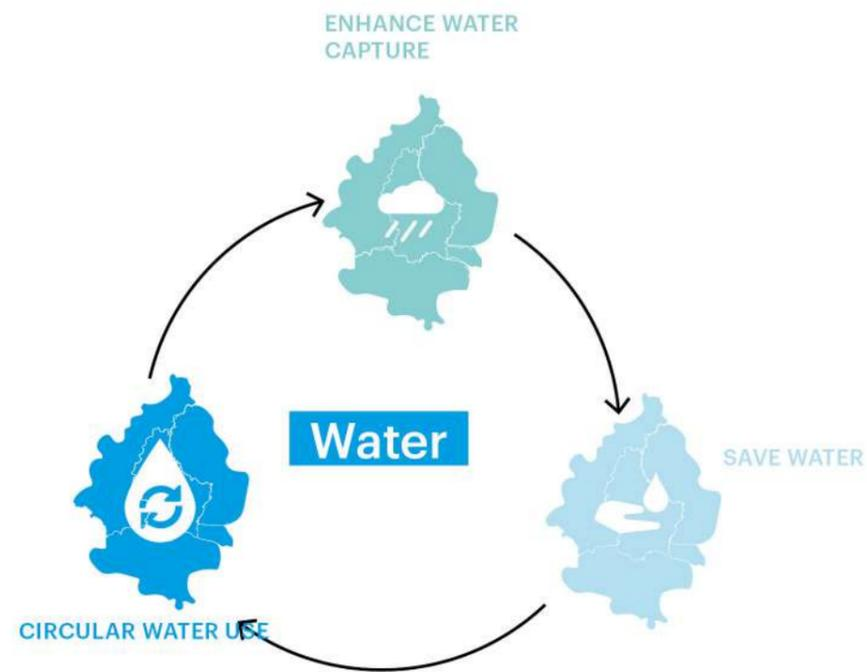 ENHANCE WATER
CAPTURE
Water
SAVE WATER
CIRCULAR WATER USE